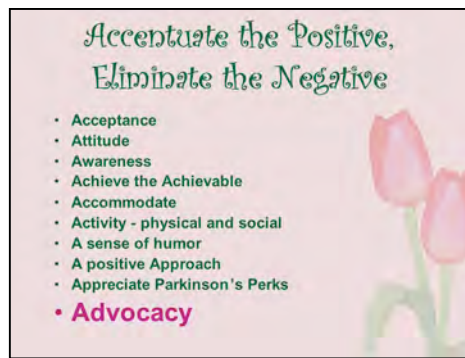 Accentuate the Positive,
Eliminate the Negative
• Acceptance
• Attitude
• Awareness
• Achieve the Achievable
• Accommodate
• Activity - physical and social
• A sense of humor
• A positive Approach
• Appreciate Parkinson's Perks
• Advocacy